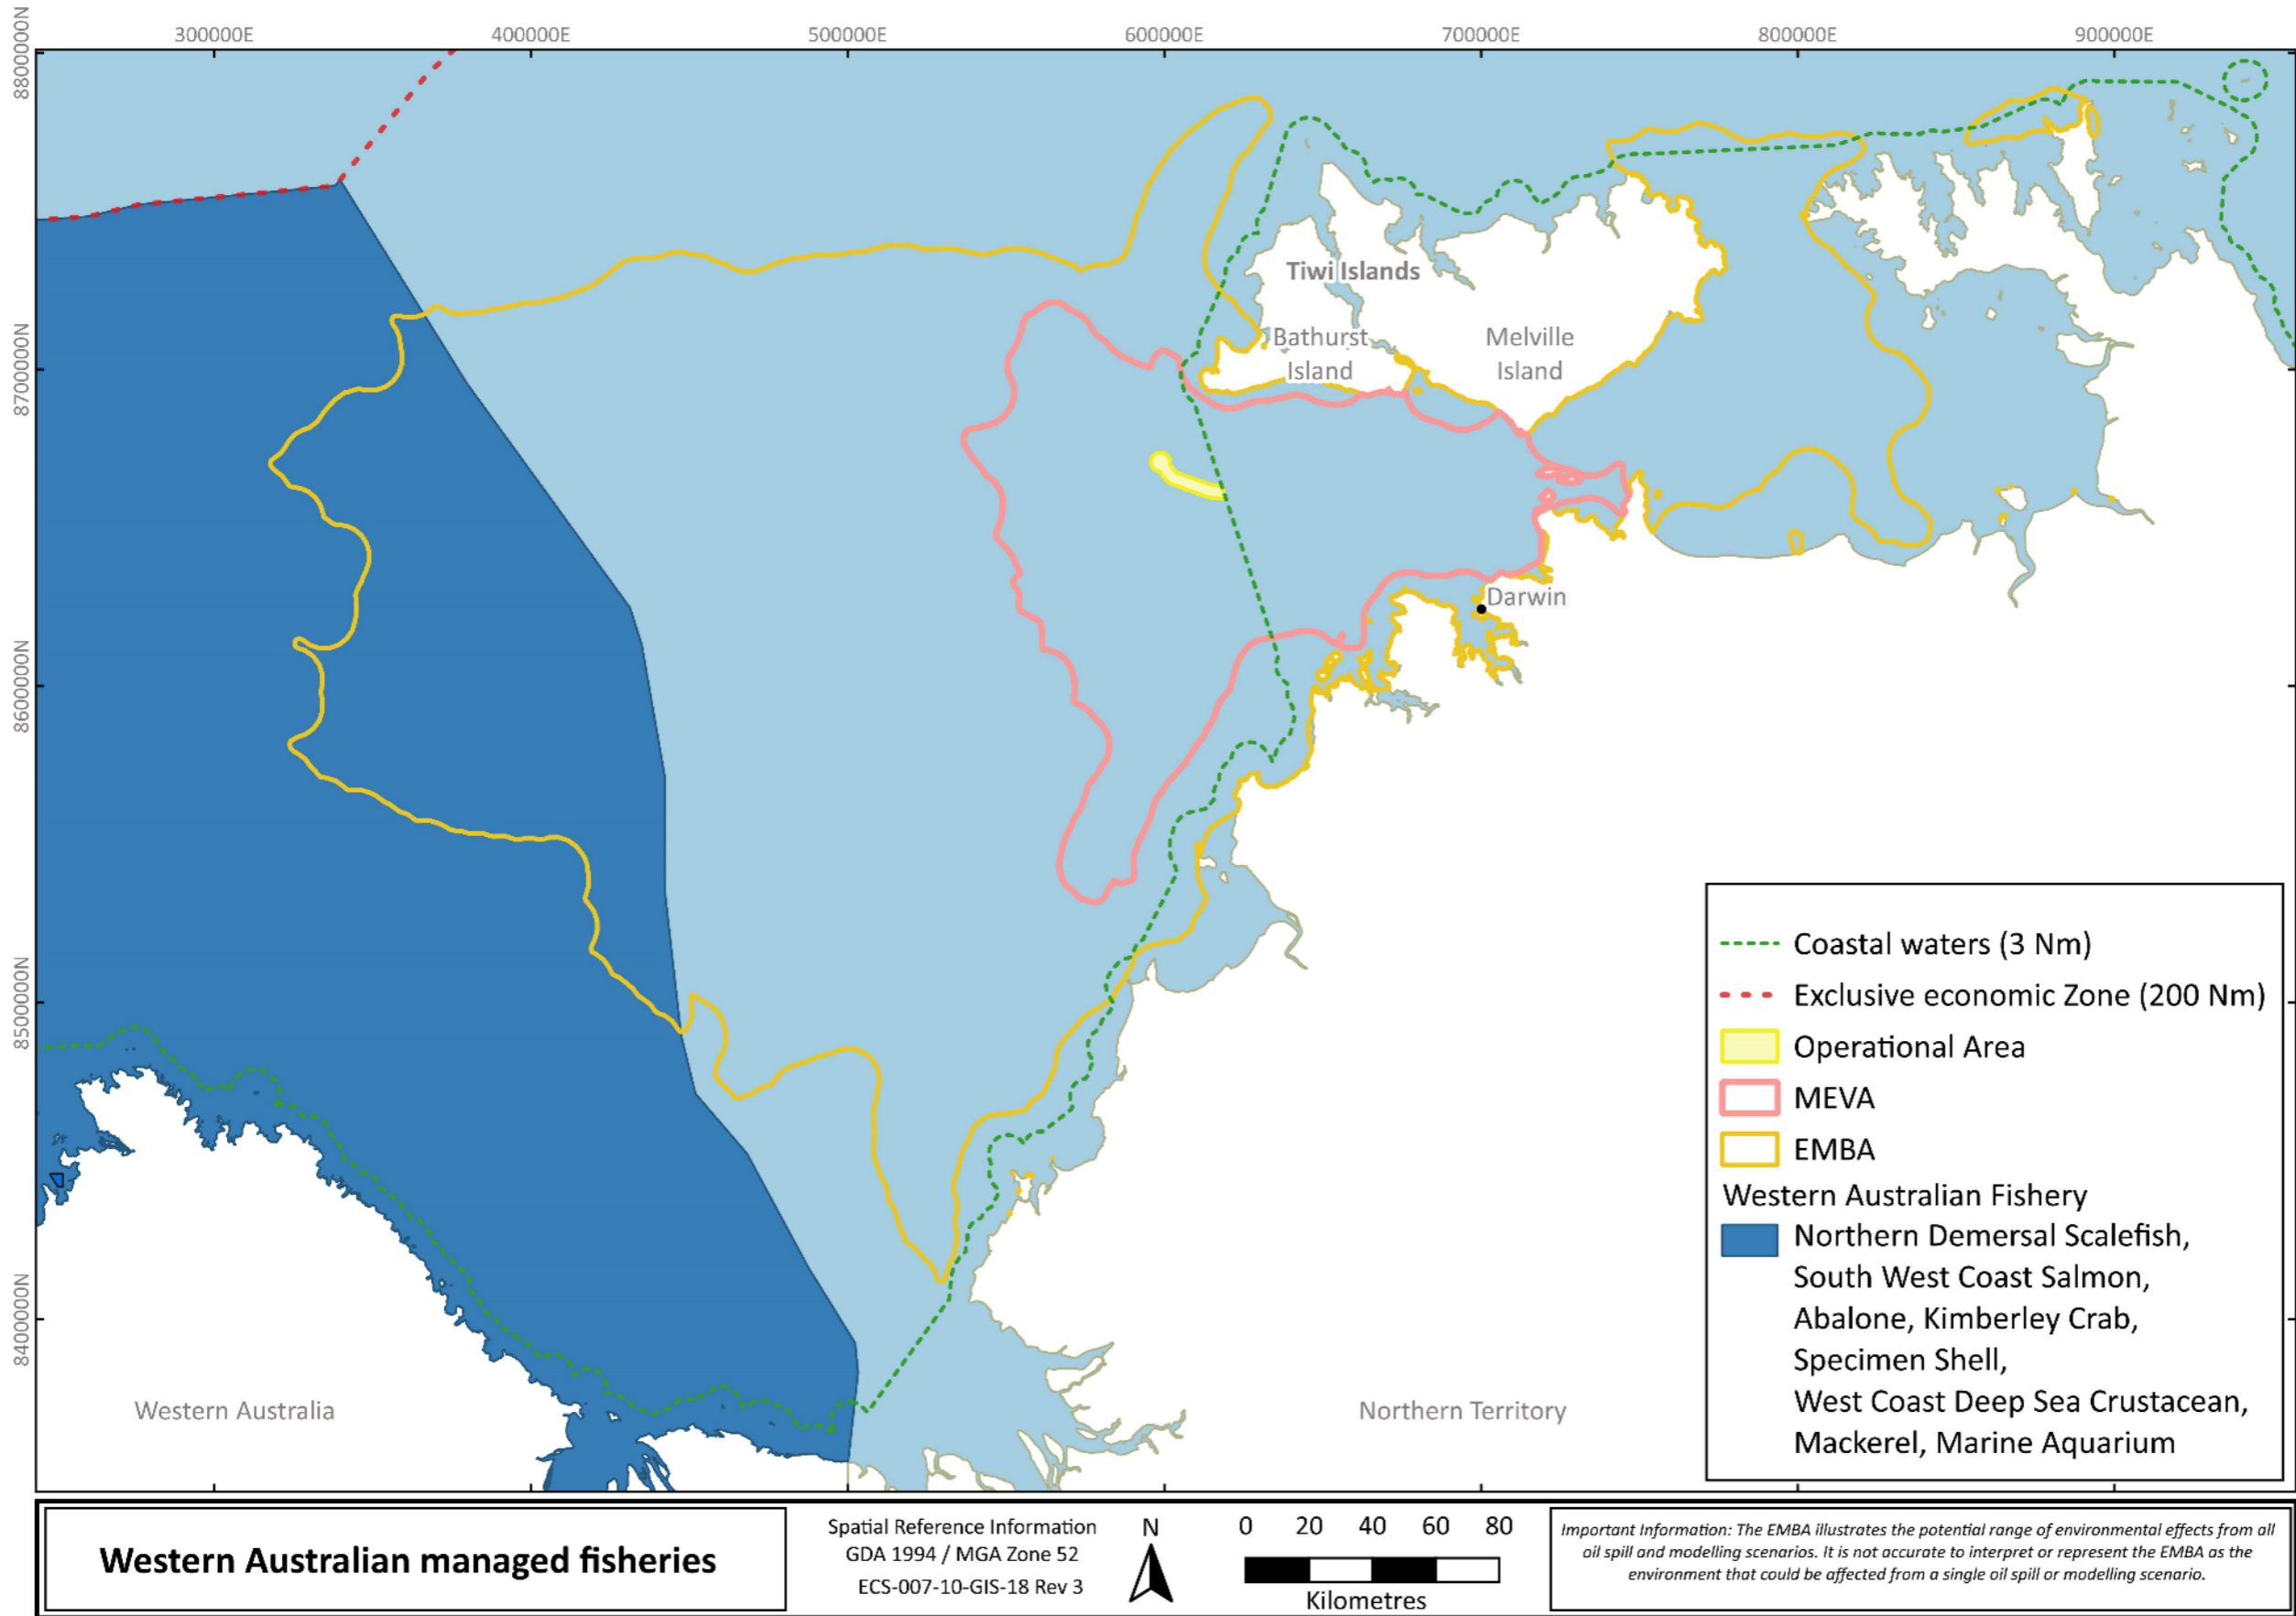 300000E 400000E 500000E 600000E 700000E 800000E 900000E
8800000N
8700000N
8600000N
8500000N
8400000N
Tiwi Islands
Bathurst
Island
Melville
Island
Darwin
Western Australia
Northern Territory
Coastal waters (3 Nm)
Exclusive economic Zone (200 Nm)
Operational Area
MEVA
EMBA
Western Australian Fishery
Northern Demersal Scalefish,
South West Coast Salmon,
Abalone, Kimberley Crab,
Specimen Shell,
West Coast Deep Sea Crustacean,
Mackerel, Marine Aquarium
Western Australian managed fisheries
Spatial Reference Information
GDA 1994 / MGA Zone 52
ECS-007-10-GIS-18 Rev 3
N
0 20 40 60 80
Kilometres
Important Information: The EMBA illustrates the potential range of environmental effects from all
oil spill and modelling scenarios. It is not accurate to interpret or represent the EMBA as the
environment that could be affected from a single oil spill or modelling scenario.